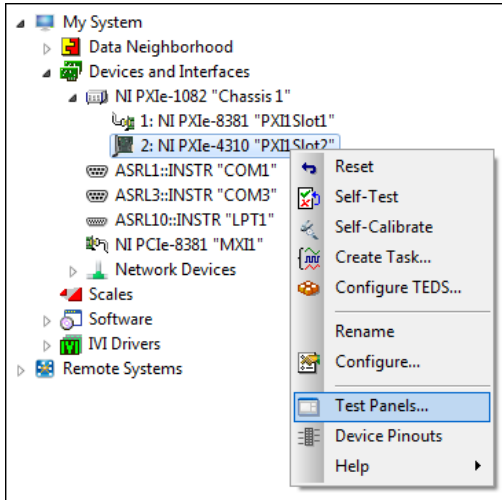 My System
Data Neighborhood
Devices and Interfaces
NI PXIe-1082 "Chassis 1"
1: NI PXIe-8381 "PXI1Slot1"
2: NI PXIe-4310 "PXI1Slot2"
ASRL1::INSTR "COM1"
ASRL3::INSTR "COM3"
ASRL10::INSTR "LPT1"
NI PCIe-8381 "MXI1"
Network Devices
Scales
Software
IVI Drivers
Remote Systems
Reset
Self-Test
Self-Calibrate
Create Task...
Configure TEDS...
Rename
Configure...
Test Panels...
Device Pinouts
Help